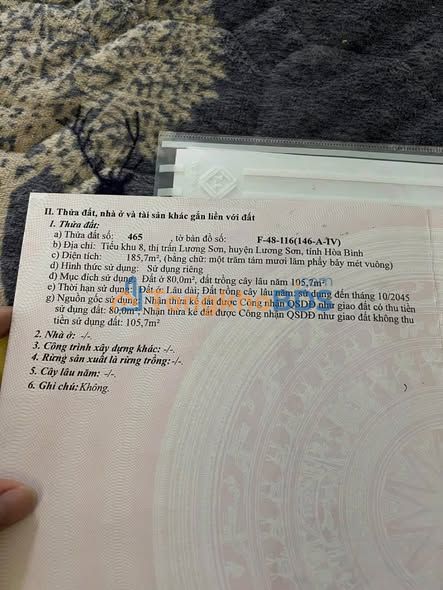 II. Thửa đất, nhà ở và tài sản khác gắn liền với đất
1. Thửa đất.
a) Thửa đất số: 465 , tờ bản đồ số: F-48-116(146-A-IV)
b) Địa chỉ: Tiểu khu 8, thị trấn Lương Sơn, huyện Lương Sơn, tỉnh Hòa Bình
c) Diện tích: 185,7m², (bằng chữ: một trăm tám mươi lăm phẩy bảy mét vuông)
d) Hình thức sử dụng: Sử dụng riêng
đ) Mục đích sử dụng: Đất ở 80,0m², đất trồng cây lâu năm 105,7m²
e) Thời hạn sử dụng: Đất ở: Lâu dài; Đất trồng cây lâu năm: sử dụng đến tháng 10/2045
g) Nguồn gốc sử dụng: Nhận thừa kế đất được Công nhận QSDĐ như giao đất có thu tiền
sử dụng đất: 80,0m²; Nhận thừa kế đất được Công nhận QSDĐ như giao đất không thu
tiền sử dụng đất: 105,7m²
2. Nhà ở: -/-.
3. Công trình xây dựng khác: -/-.
4. Rừng sản xuất là rừng trồng: -/-.
5. Cây lâu năm: -/-.
6. Ghi chú: Không.